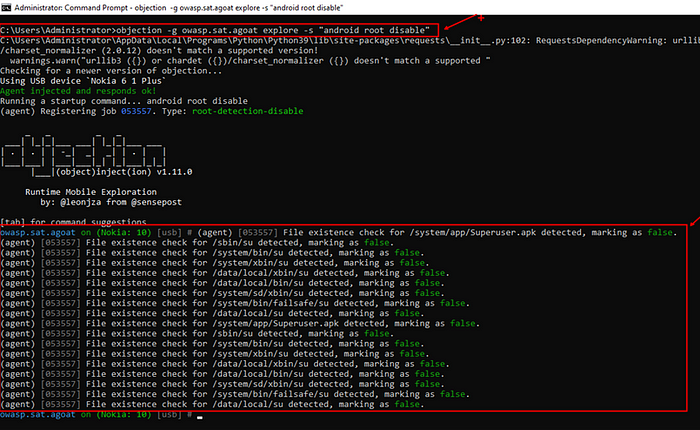 Administrator: Command Prompt - objection -g owasp.sat.agoat explore -s "android root disable"
C:\Users\Administrator>objection -g owasp.sat.agoat explore -s "android root disable"
C:\Users\Administrator\AppData\Local\Programs\Python\Python39\lib\site-packages\requests\__init__.py:102: RequestsDependencyWarning: urllib
/charset_normalizer (2.0.12) doesn't match a supported version!
warnings.warn("urllib3 ({}) or chardet ({})/charset_normalizer ({}) doesn't match a supported "
Checking for a newer version of objection...
Using USB device `Nokia 6 1 Plus`
Agent injected and responds ok!
Running a startup command... android root disable
(agent) Registering job 053557. Type: root-detection-disable
|___|(object)inject(ion) v1.11.0
Runtime Mobile Exploration
by: @leonjza from @sensepost
[tab] for command suggestions
owasp.sat.agoat on (Nokia: 10) [usb] # (agent) [053557] File existence check for /system/app/Superuser.apk detected, marking as false.
(agent) [053557] File existence check for /sbin/su detected, marking as false.
(agent) [053557] File existence check for /system/bin/su detected, marking as false.
(agent) [053557] File existence check for /system/xbin/su detected, marking as false.
(agent) [053557] File existence check for /data/local/xbin/su detected, marking as false.
(agent) [053557] File existence check for /data/local/bin/su detected, marking as false.
(agent) [053557] File existence check for /system/sd/xbin/su detected, marking as false.
(agent) [053557] File existence check for /system/bin/failsafe/su detected, marking as false.
(agent) [053557] File existence check for /data/local/su detected, marking as false.
(agent) [053557] File existence check for /system/app/Superuser.apk detected, marking as false.
(agent) [053557] File existence check for /sbin/su detected, marking as false.
(agent) [053557] File existence check for /system/bin/su detected, marking as false.
(agent) [053557] File existence check for /system/xbin/su detected, marking as false.
(agent) [053557] File existence check for /data/local/xbin/su detected, marking as false.
(agent) [053557] File existence check for /data/local/bin/su detected, marking as false.
(agent) [053557] File existence check for /system/sd/xbin/su detected, marking as false.
(agent) [053557] File existence check for /system/bin/failsafe/su detected, marking as false.
(agent) [053557] File existence check for /data/local/su detected, marking as false.
owasp.sat.agoat on (Nokia: 10) [usb] #